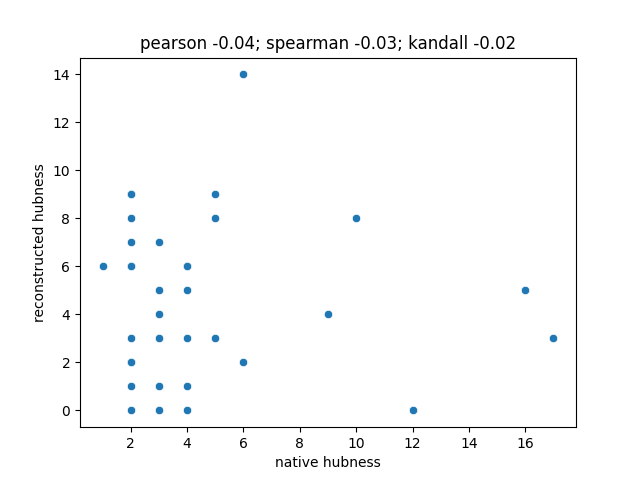 pearson -0.04; spearman -0.03; kandall -0.02
14
12
10
8
6
4
2
0
reconstructed hubness
2 4 6 8 10 12 14 16
native hubness